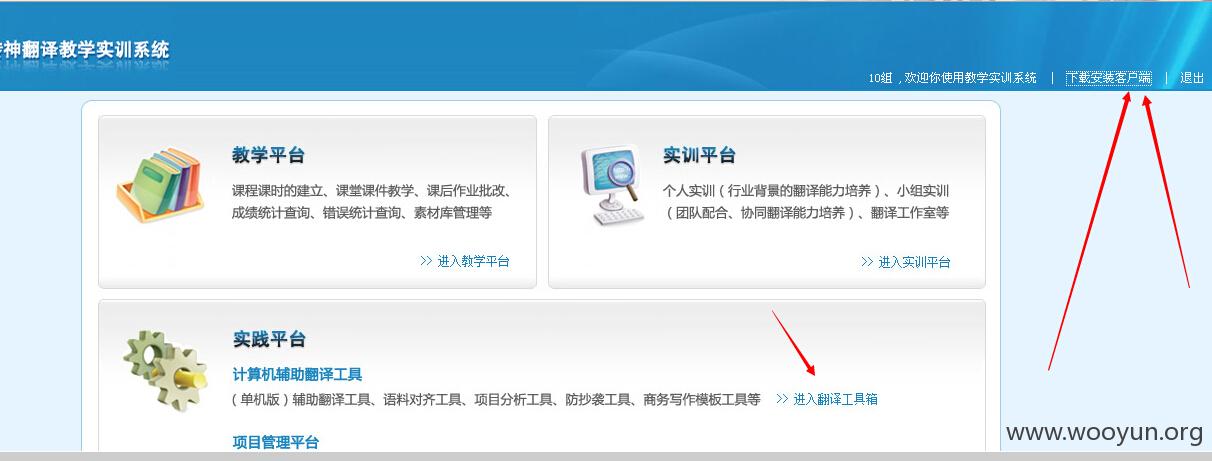 神翻译教学实训系统
10组 , 欢迎你使用教学实训系统 | 下载安装客户端 | 退出
教学平台
课程课时的建立、课堂课件教学、课后作业批改、
成绩统计查询、错误统计查询、素材库管理等
>> 进入教学平台
实训平台
个人实训（行业背景的翻译能力培养）、小组实训
（团队配合、协同翻译能力培养）、翻译工作室等
>> 进入实训平台
实践平台
计算机辅助翻译工具
（单机版）辅助翻译工具、语料对齐工具、项目分析工具、防抄袭工具、商务写作模板工具等 >> 进入翻译工具箱
项目管理平台
www.wooyun.org